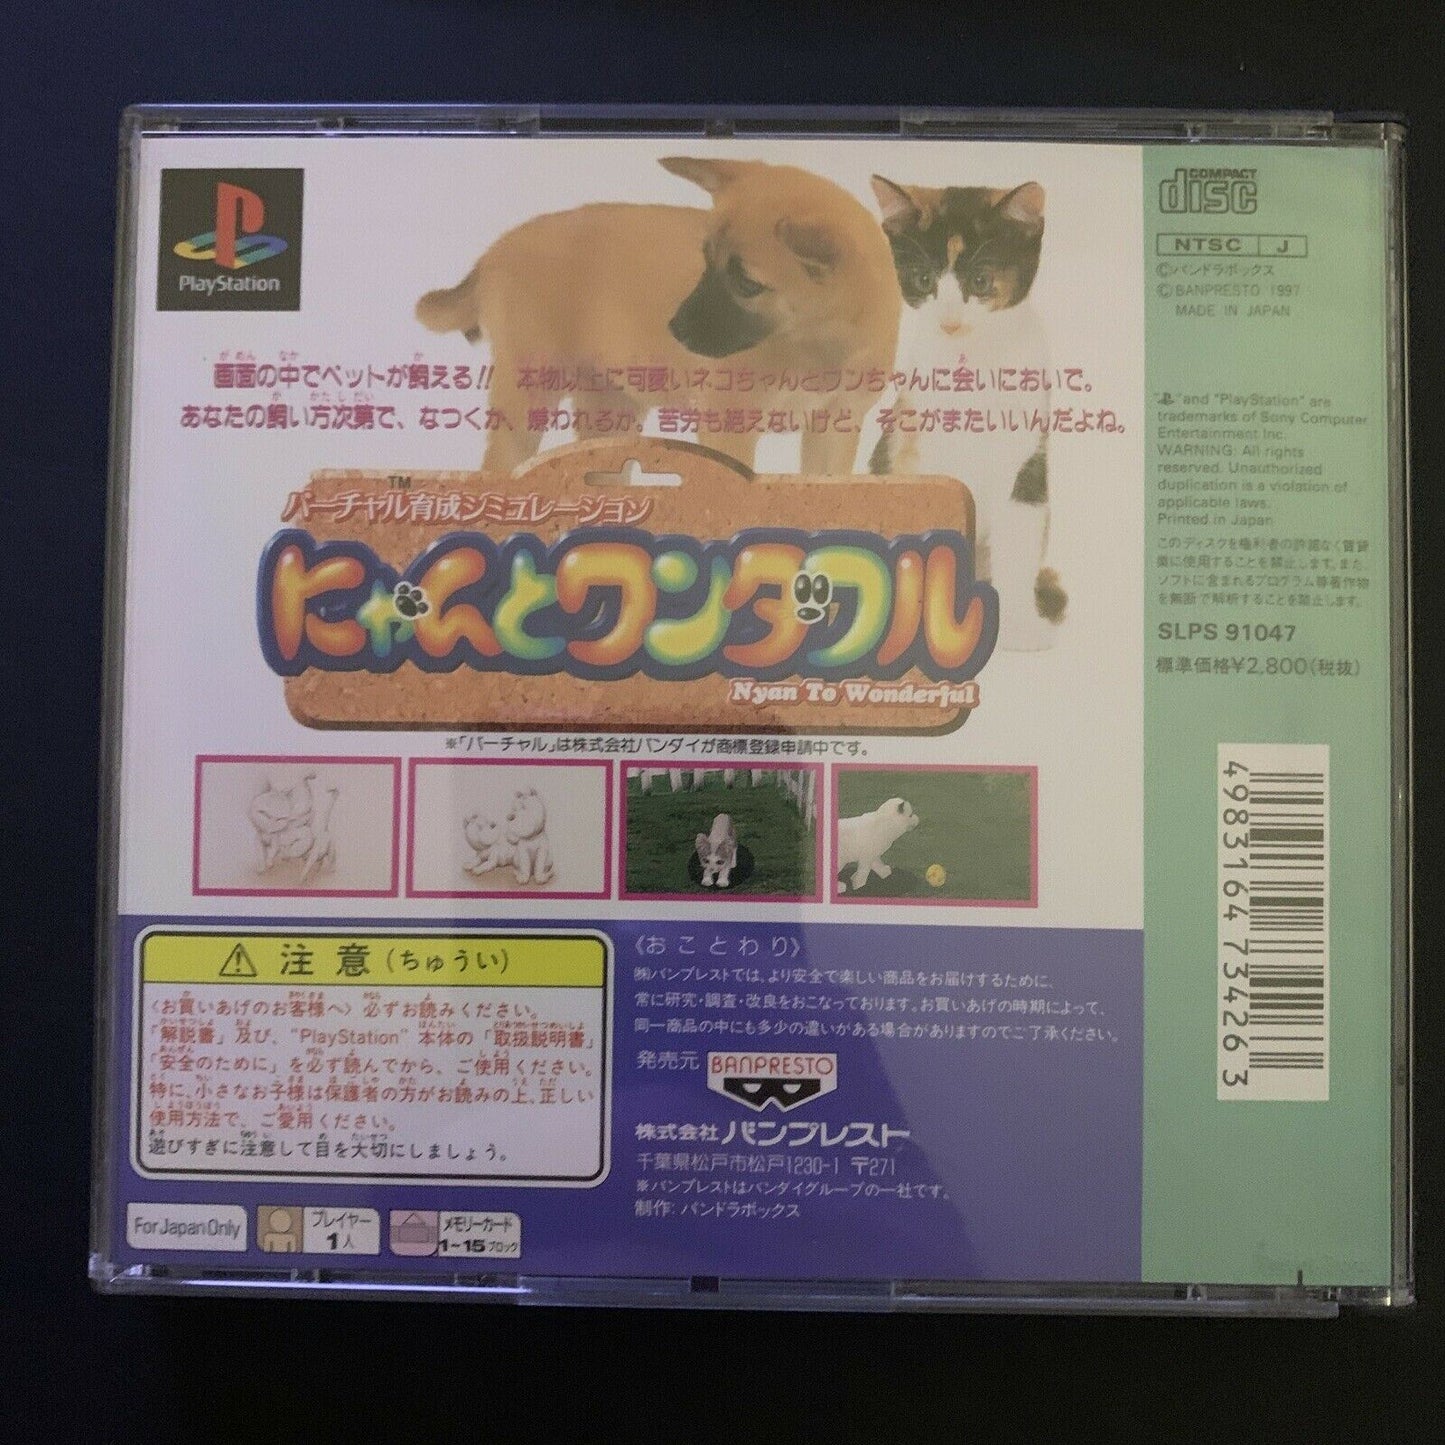 PlayStation
画面の中でペットが飼える!! 本物以上に可愛いネコちゃんとワンちゃんに会いにおいで。
あなたの飼い方次第で、なつくか、嫌われるか。苦労も絶えないけど、そこがまたいいんだよね。
TM
バーチャル育成シミュレーション
にゃんとワンダフル
Nyan To Wonderful
※「バーチャル」は株式会社バンダイが商標登録申請中です。
COMPACT
disc
NTSC J
©パンドラボックス
©BANPRESTO 1997
MADE IN JAPAN
"PS" and "PlayStation" are
trademarks of Sony Computer
Entertainment Inc.
WARNING: All rights
reserved. Unauthorized
duplication is a violation of
applicable laws.
Printed in Japan
このディスクを権利者の許諾なく賃貸
業に使用することを禁止します。また、
ソフトに含まれるプログラム等著作物
を無断で解析することを禁止します。
SLPS 91047
標準価格¥2,800(税抜)
4983164734263
注意(ちゅうい)
〈お買いあげのお客様へ〉必ずお読みください。
「解説書」及び、"PlayStation"本体の「取扱説明書」
「安全のために」を必ず読んでから、ご使用ください。
特に、小さなお子様は保護者の方がお読みの上、正しい
使用方法で、ご愛用ください。
遊びすぎに注意して目を大切にしましょう。
《おことわり》
㈱バンプレストでは、より安全で楽しい商品をお届けするために、
常に研究・調査・改良をおこなっております。お買いあげの時期によって、
同一商品の中にも多少の違いがある場合がありますのでご了承ください。
発売元 BANPRESTO
株式会社バンプレスト
千葉県松戸市松戸1230-1 〒271
※バンプレストはバンダイグループの一社です。
制作:パンドラボックス
For Japan Only
プレイヤー
1人
メモリーカード
1~15ブロック